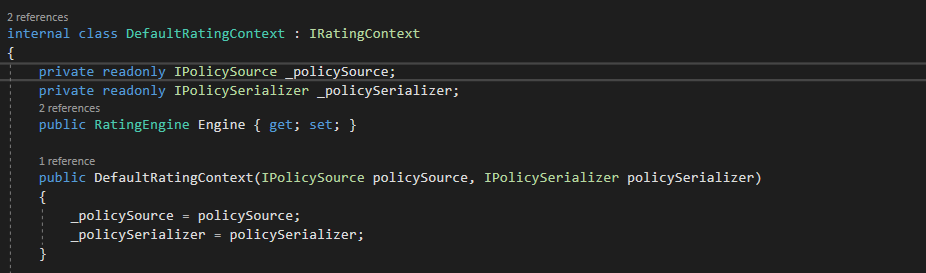 2 references
internal class DefaultRatingContext : IRatingContext
{
private readonly IPolicySource _policySource;
private readonly IPolicySerializer _policySerializer;
2 references
public RatingEngine Engine { get; set; }
1 reference
public DefaultRatingContext(IPolicySource policySource, IPolicySerializer policySerializer)
{
_policySource = policySource;
_policySerializer = policySerializer;
}